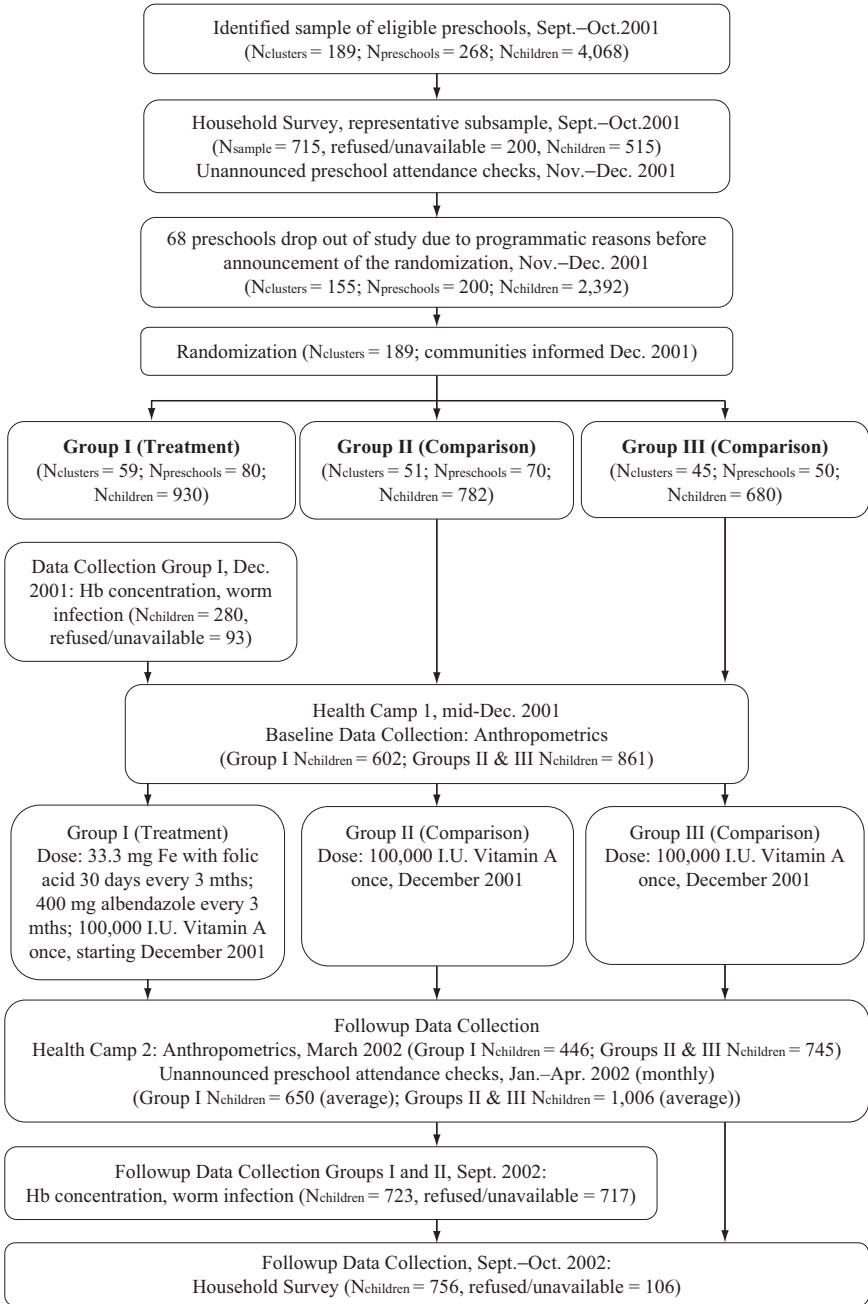 Identified sample of eligible preschools, Sept.–Oct.2001
(Nclusters = 189; Npreschools = 268; Nchildren = 4,068)
Household Survey, representative subsample, Sept.–Oct.2001
(Nsample = 715, refused/unavailable = 200, Nchildren = 515)
Unannounced preschool attendance checks, Nov.–Dec. 2001
68 preschools drop out of study due to programmatic reasons before
announcement of the randomization, Nov.–Dec. 2001
(Nclusters = 155; Npreschools = 200; Nchildren = 2,392)
Randomization (Nclusters = 189; communities informed Dec. 2001)
Group I (Treatment)
(Nclusters = 59; Npreschools = 80;
Nchildren = 930)
Group II (Comparison)
(Nclusters = 51; Npreschools = 70;
Nchildren = 782)
Group III (Comparison)
(Nclusters = 45; Npreschools = 50;
Nchildren = 680)
Data Collection Group I, Dec.
2001: Hb concentration, worm
infection (Nchildren = 280,
refused/unavailable = 93)
Health Camp 1, mid-Dec. 2001
Baseline Data Collection: Anthropometrics
(Group I Nchildren = 602; Groups II & III Nchildren = 861)
Group I (Treatment)
Dose: 33.3 mg Fe with folic
acid 30 days every 3 mths;
400 mg albendazole every 3
mths; 100,000 I.U. Vitamin A
once, starting December 2001
Group II (Comparison)
Dose: 100,000 I.U. Vitamin A
once, December 2001
Group III (Comparison)
Dose: 100,000 I.U. Vitamin A
once, December 2001
Followup Data Collection
Health Camp 2: Anthropometrics, March 2002 (Group I Nchildren = 446; Groups II & III Nchildren = 745)
Unannounced preschool attendance checks, Jan.–Apr. 2002 (monthly)
(Group I Nchildren = 650 (average); Groups II & III Nchildren = 1,006 (average))
Followup Data Collection Groups I and II, Sept. 2002:
Hb concentration, worm infection (Nchildren = 723, refused/unavailable = 717)
Followup Data Collection, Sept.–Oct. 2002:
Household Survey (Nchildren = 756, refused/unavailable = 106)